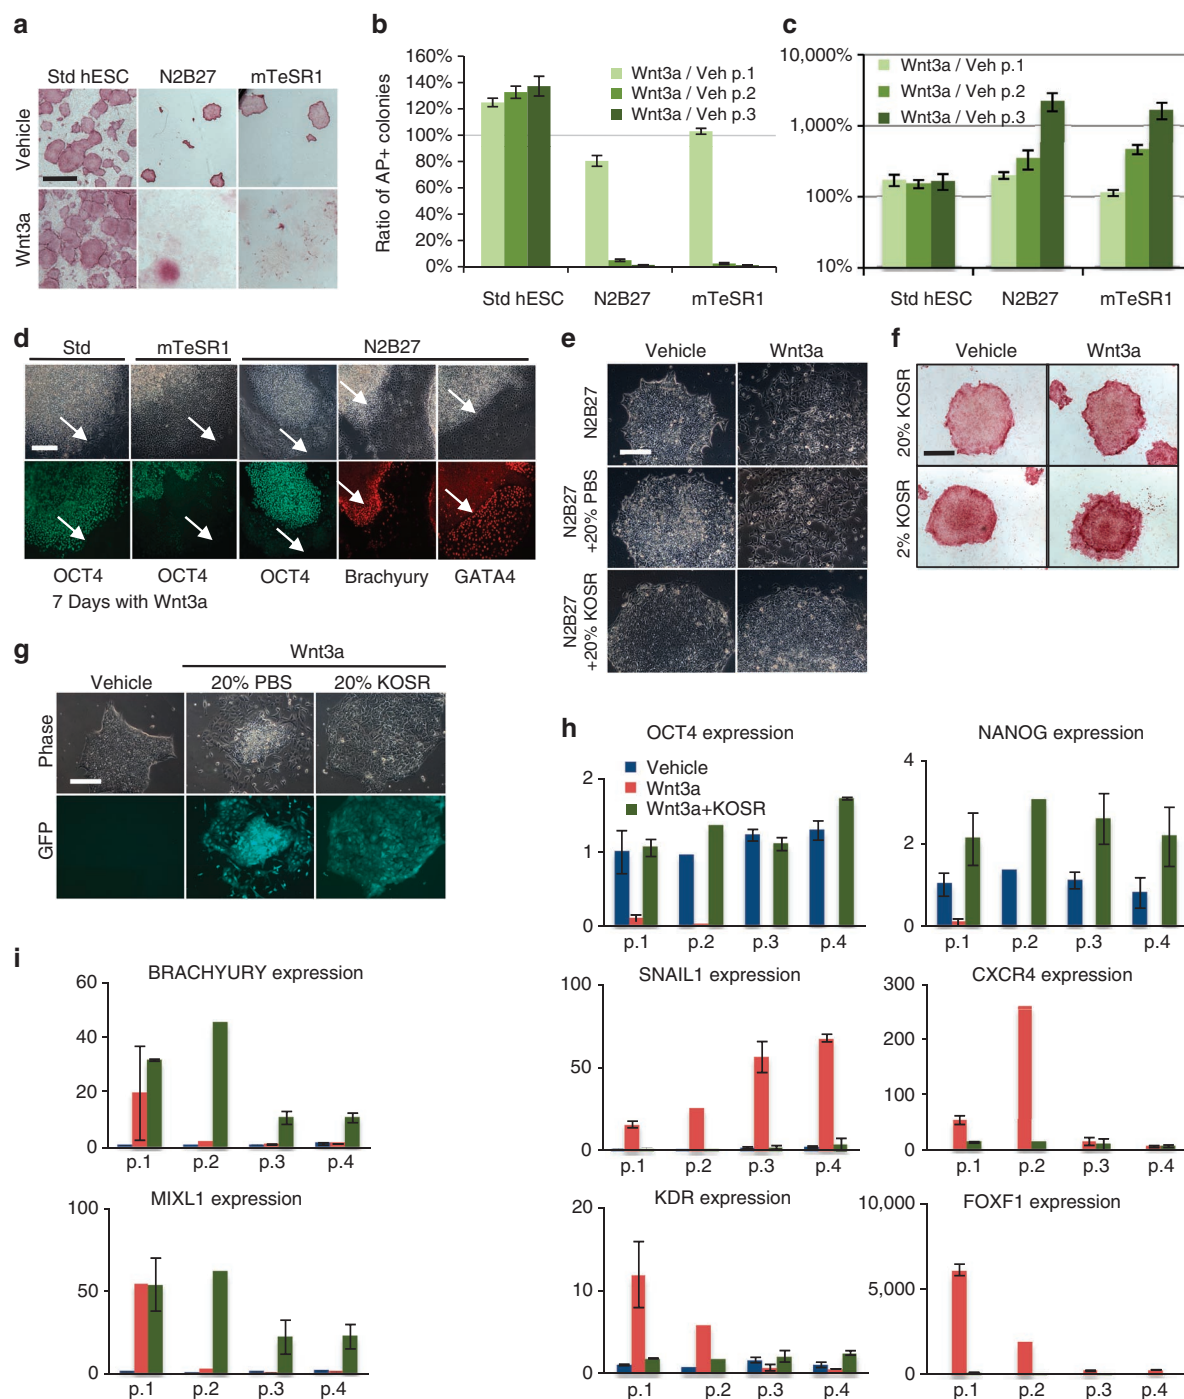 a
Std hESC
N2B27
mTeSR1
Vehicle
Wnt3a
b
160%
140%
120%
100%
80%
60%
40%
20%
0%
Ratio of AP+ colonies
Wnt3a / Veh p.1
Wnt3a / Veh p.2
Wnt3a / Veh p.3
Std hESC
N2B27
mTeSR1
c
10,000%
1,000%
100%
10%
Wnt3a / Veh p.1
Wnt3a / Veh p.2
Wnt3a / Veh p.3
Std hESC
N2B27
mTeSR1
d
Std
mTeSR1
N2B27
OCT4
OCT4
OCT4
Brachyury
GATA4
7 Days with Wnt3a
e
Vehicle
Wnt3a
N2B27
N2B27
+20% PBS
N2B27
+20% KOSR
f
Vehicle
Wnt3a
20% KOSR
2% KOSR
g
Wnt3a
Vehicle
20% PBS
20% KOSR
Phase
GFP
h
OCT4 expression
Vehicle
Wnt3a
Wnt3a+KOSR
2
1
0
p.1
p.2
p.3
p.4
NANOG expression
4
2
0
p.1
p.2
p.3
p.4
i
BRACHYURY expression
60
40
20
0
p.1
p.2
p.3
p.4
SNAIL1 expression
100
50
0
p.1
p.2
p.3
p.4
CXCR4 expression
300
200
100
0
p.1
p.2
p.3
p.4
MIXL1 expression
100
50
0
p.1
p.2
p.3
p.4
KDR expression
20
10
0
p.1
p.2
p.3
p.4
FOXF1 expression
10,000
5,000
0
p.1
p.2
p.3
p.4